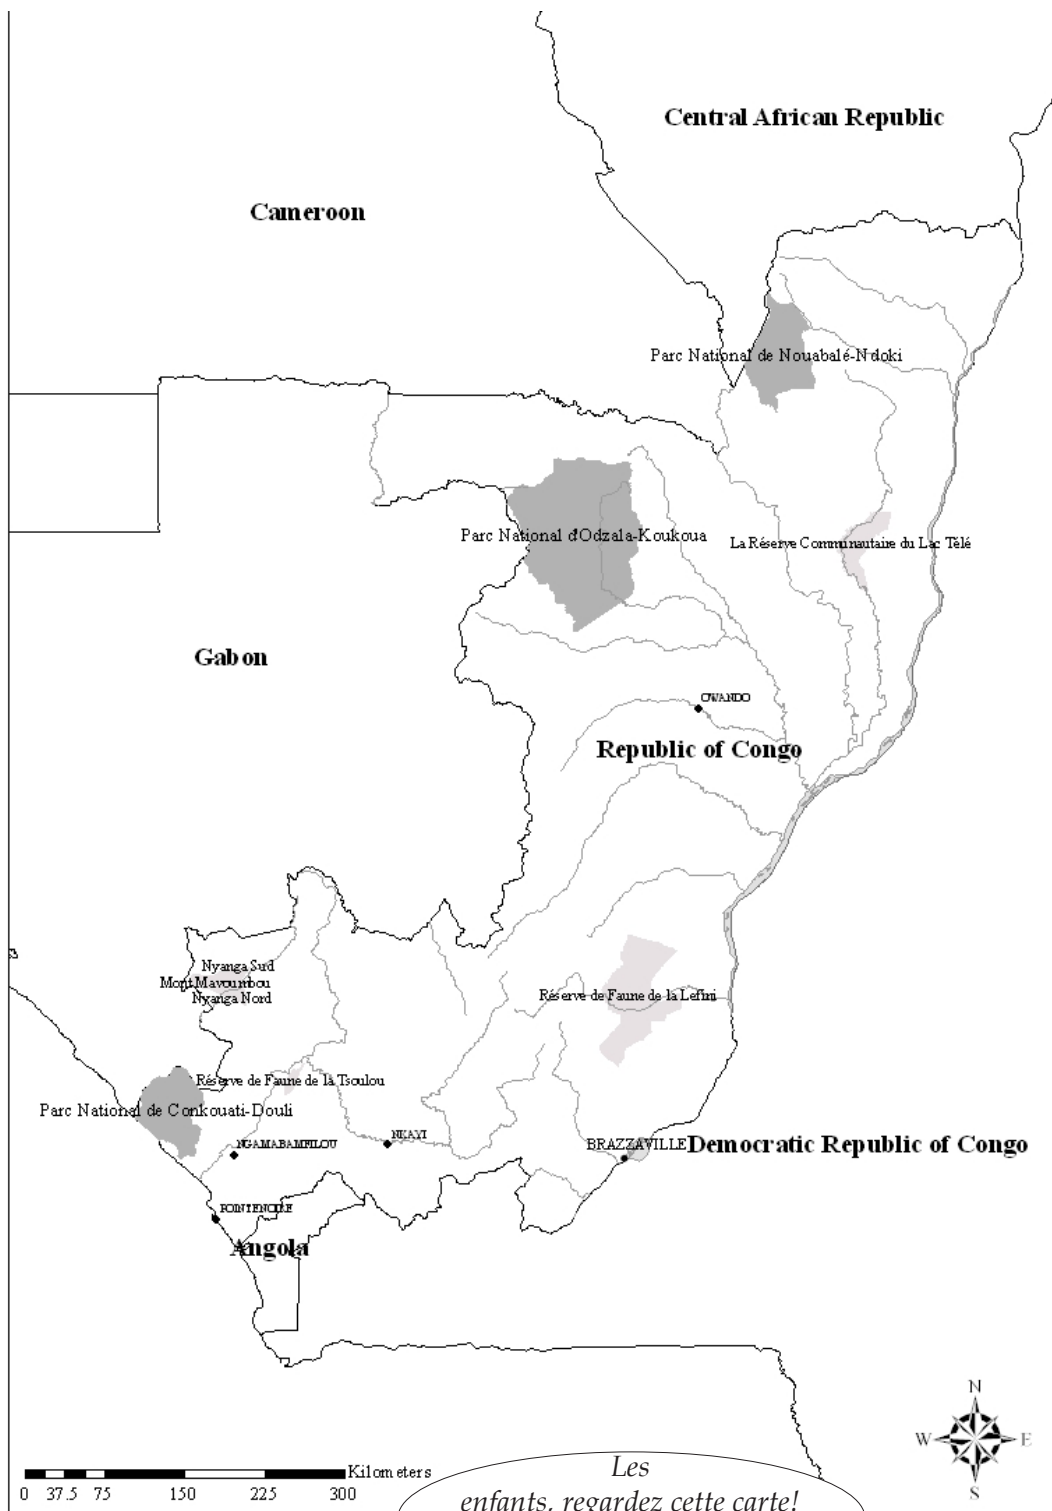 Central African Republic
Cameroon
Parc National de Nouabalé-Ndoki
Parc National d'Odzala-Koukoua
La Réserve Communautaire du Lac Télé
Gabon
OWANDO
Republic of Congo
Nyanga Sud
Mont Mavoumbou
Nyanga Nord
Réserve de Faune de la Lefini
Réserve de Faune de la Tsoulou
Parc National de Conkouati-Douli
NGAMABAMFILOU
NKAYI
BRAZZAVILLE
Democratic Republic of Congo
POINTENOIRE
Angola
N
W
E
S
Kilometers
0 37.5 75 150 225 300
Les
enfants, regardez cette carte!